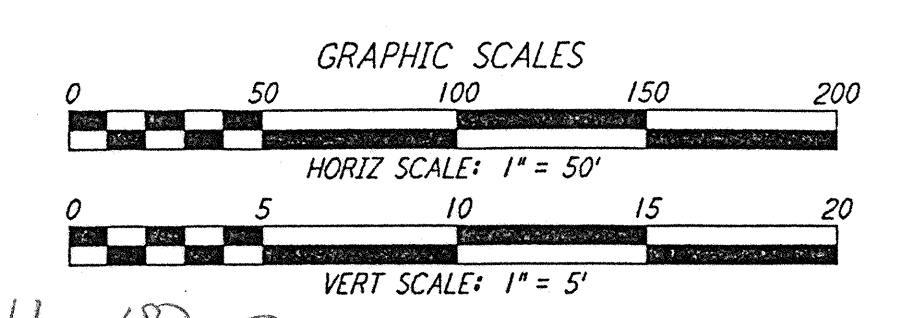 GRAPHIC SCALES
0 50 100 150 200
HORIZ SCALE: 1" = 50'
0 5 10 15 20
VERT SCALE: 1" = 5'